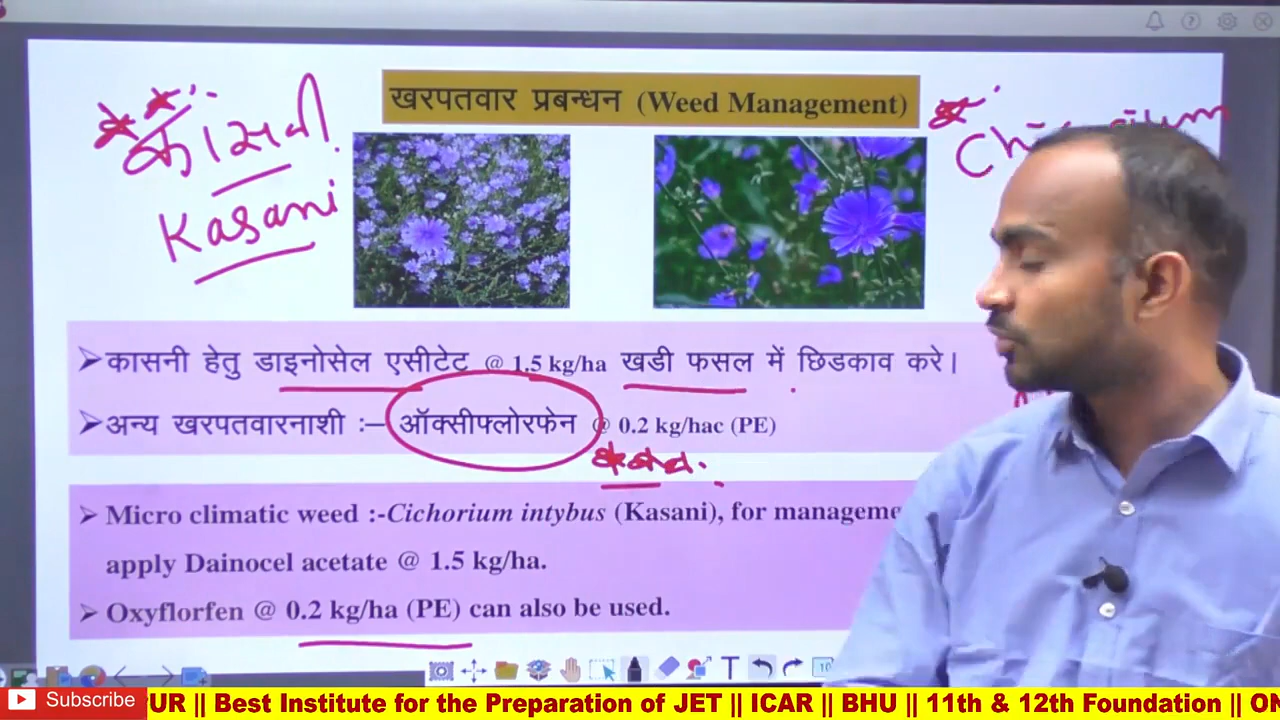 खरपतवार प्रबन्धन (Weed Management)
कासनी
Kasani
कासनी हेतु डाइनोसेल एसीटेट @ 1.5 kg/ha खडी फसल में छिडकाव करे।
अन्य खरपतवारनाशी :– ऑक्सीफ्लोरफेन @ 0.2 kg/hac (PE)
Micro climatic weed :-Cichorium intybus (Kasani), for manageme
apply Dainocel acetate @ 1.5 kg/ha.
Oxyflorfen @ 0.2 kg/ha (PE) can also be used.
Subscribe
UR || Best Institute for the Preparation of JET || ICAR || BHU || 11th & 12th Foundation || ON